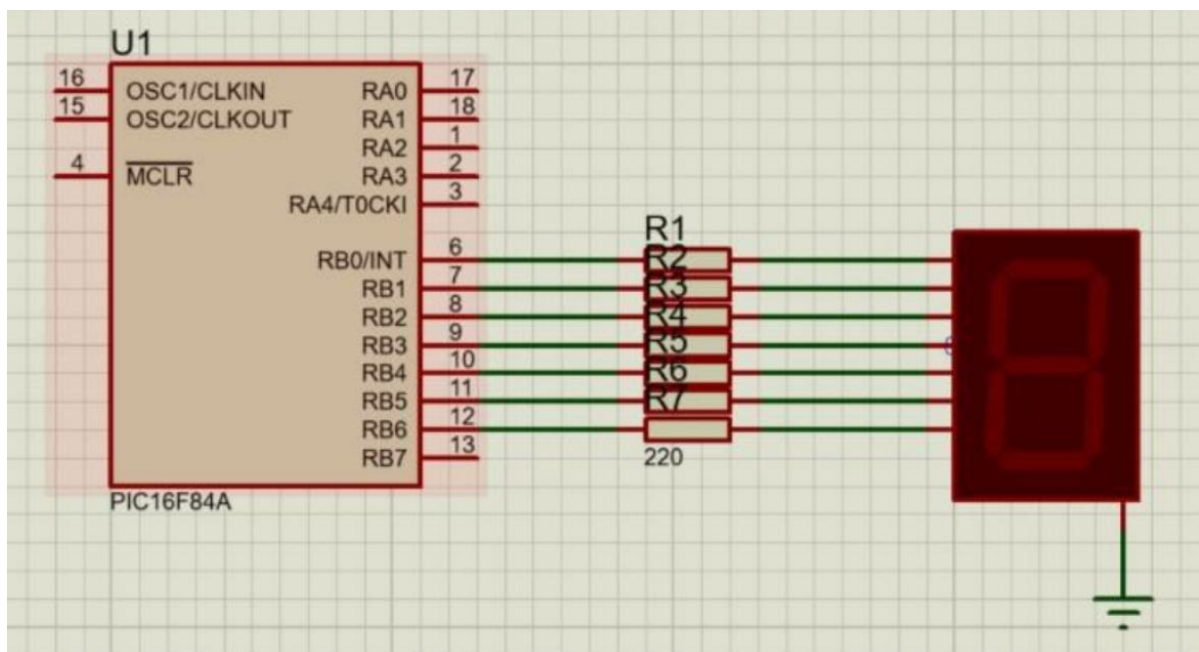 U1
16 OSC1/CLKIN RA0 17
15 OSC2/CLKOUT RA1 18
RA2 1
4 MCLR RA3 2
RA4/T0CKI 3
R1
RB0/INT 6 R2
RB1 7 R3
RB2 8 R4
RB3 9 R5
RB4 10 R6
RB5 11 R7
RB6 12
RB7 13 220
PIC16F84A